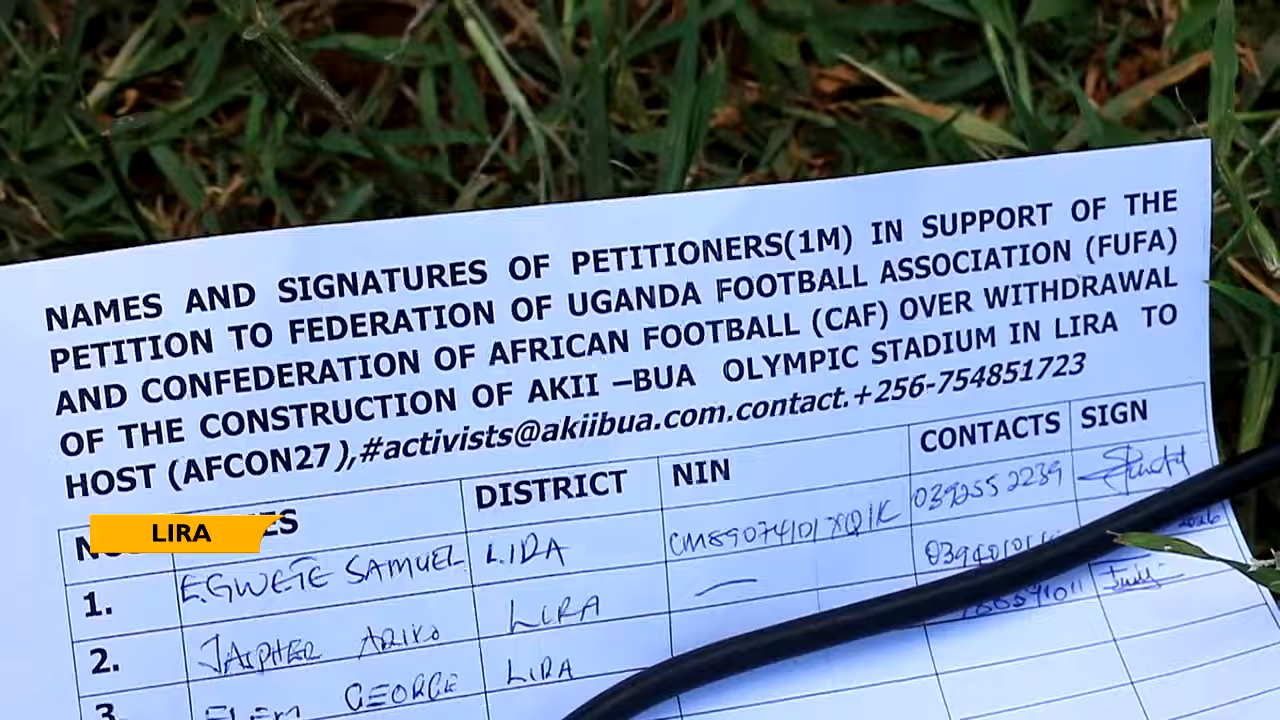 NAMES AND SIGNATURES OF PETITIONERS(1M) IN SUPPORT OF THE
PETITION TO FEDERATION OF UGANDA FOOTBALL ASSOCIATION (FUFA)
AND CONFEDERATION OF AFRICAN FOOTBALL (CAF) OVER WITHDRAWAL
OF THE CONSTRUCTION OF AKII –BUA OLYMPIC STADIUM IN LIRA TO
HOST (AFCON27),#activists@akiibua.com.contact.+256-754851723
DISTRICT NIN CONTACTS SIGN
LIRA
1. EGWETE SAMUEL LIRA 0392552239
2. JAIPHER LIRA
3. GEORGE LIRA